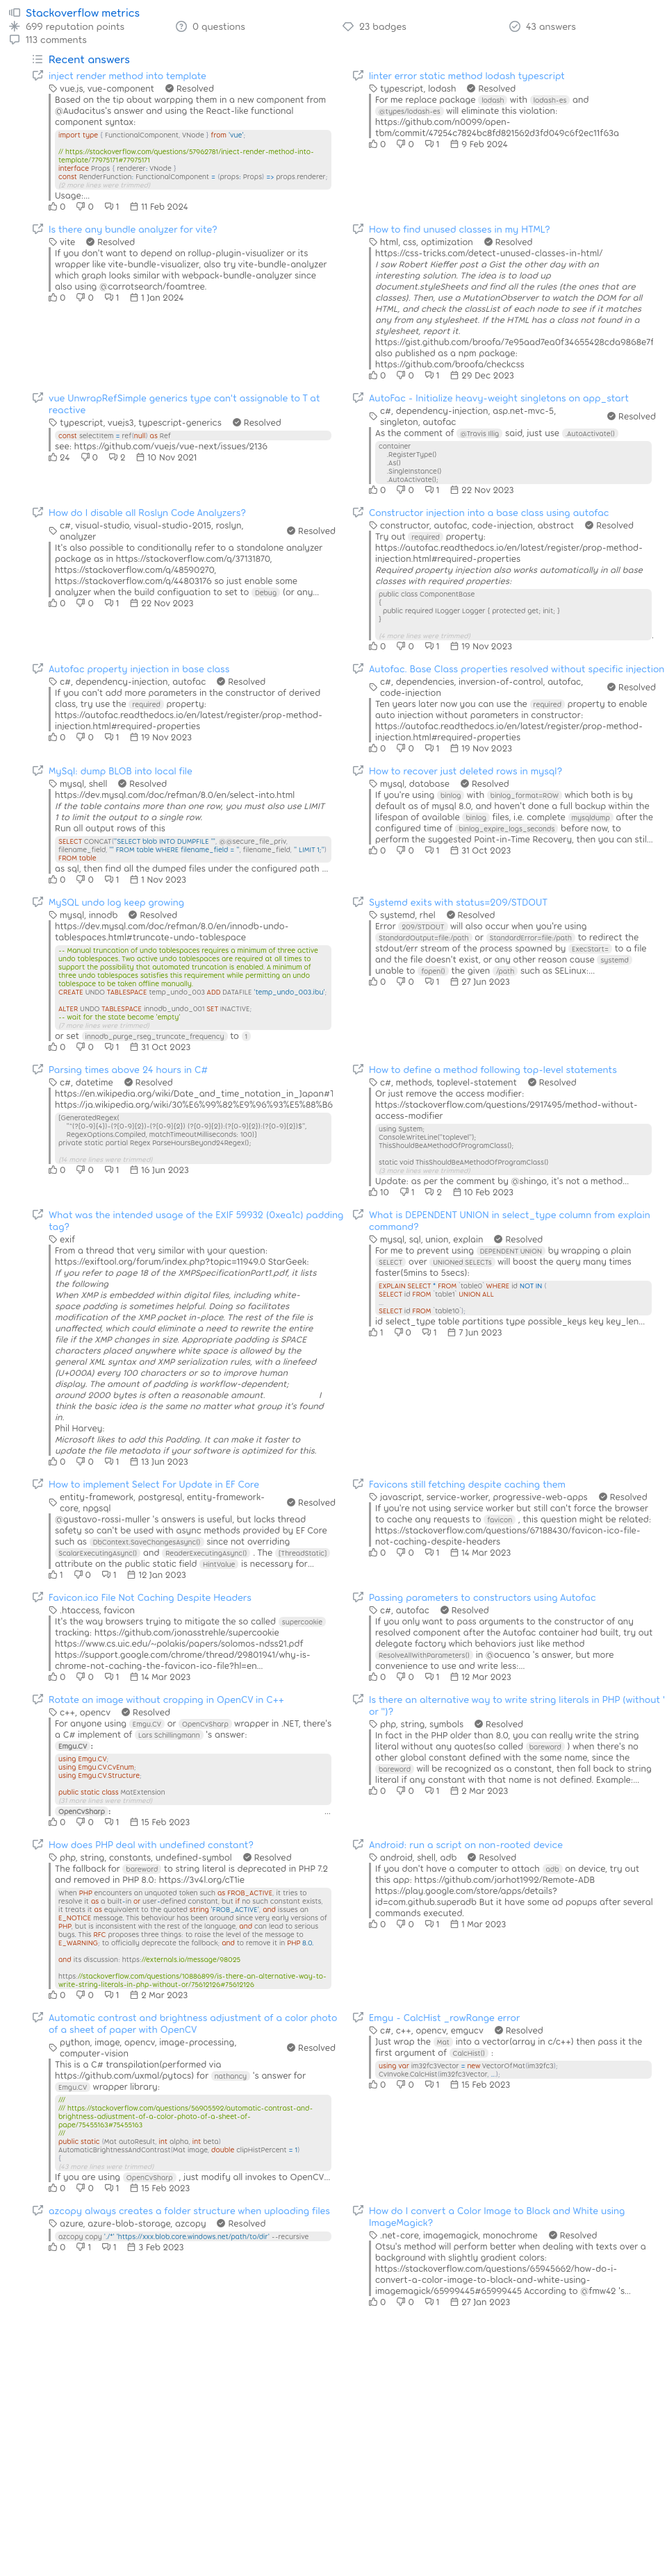 Stackoverflow metrics
699 reputation points
0 questions
23 badges
43 answers
113 comments
Recent answers
inject render method into template
vue.js, vue-component Resolved
Based on the tip about warpping them in a new component from
@Audacitus's answer and using the React-like functional
component syntax:
import type { FunctionalComponent, VNode } from 'vue';
// https://stackoverflow.com/questions/57962781/inject-render-method-into-
template/77975171#77975171
interface Props { renderer: VNode }
const RenderFunction: FunctionalComponent = (props: Props) => props.renderer;
(12 more lines were trimmed)
Usage:...
0 0 1 11 Feb 2024
linter error static method lodash typescript
typescript, lodash Resolved
For me replace package lodash with lodash-es and
@types/lodash-es will eliminate this violation:
https://github.com/n0099/open-
tbm/commit/47254c7824bc8fd821562d3fd049c6f2ec11f63a
0 0 1 9 Feb 2024
Is there any bundle analyzer for vite?
vite Resolved
If you don't want to depend on rollup-plugin-visualizer or its
wrapper like vite-bundle-visualizer, also try vite-bundle-analyzer
which graph looks similar with webpack-bundle-analyzer since
also using @carrotsearch/foamtree.
0 0 1 1 Jan 2024
How to find unused classes in my HTML?
html, css, optimization Resolved
https://css-tricks.com/detect-unused-classes-in-html/
I saw Robert Kieffer post a Gist the other day with an
interesting solution. The idea is to load up
document.styleSheets and find all the rules (the ones that are
classes). Then, use a MutationObserver to watch the DOM for all
HTML, and check the classList of each node to see if it matches
any from any stylesheet. If the HTML has a class not found in a
stylesheet, report it.
https://gist.github.com/broofa/7e95aad7ea0f34655428cda9868e7f
also published as a npm package:
https://github.com/broofa/checkcss
0 0 1 29 Dec 2023
vue UnwrapRefSimple generics type can't assignable to T at
reactive
typescript, vuejs3, typescript-generics Resolved
const selectItem = ref(null) as Ref
see: https://github.com/vuejs/vue-next/issues/2136
24 0 2 10 Nov 2021
AutoFac - Initialize heavy-weight singletons on app_start
c#, dependency-injection, asp.net-mvc-5,
singleton, autofac Resolved
As the comment of @Travis Illig said, just use .AutoActivate()
container
.RegisterType()
.As()
.SingleInstance()
.AutoActivate();
0 0 1 22 Nov 2023
How do I disable all Roslyn Code Analyzers?
c#, visual-studio, visual-studio-2015, roslyn,
analyzer Resolved
It's also possible to conditionally refer to a standalone analyzer
package as in https://stackoverflow.com/q/37131870,
https://stackoverflow.com/q/48590270,
https://stackoverflow.com/q/44803176 so just enable some
analyzer when the build configuation to set to Debug (or any...
0 0 1 22 Nov 2023
Constructor injection into a base class using autofac
constructor, autofac, code-injection, abstract Resolved
Try out required property:
https://autofac.readthedocs.io/en/latest/register/prop-method-
injection.html#required-properties
Required property injection also works automatically in all base
classes with required properties:
public class ComponentBase
{
public required ILogger Logger { protected get; init; }
}
(4 more lines were trimmed)
.
0 0 1 19 Nov 2023
Autofac property injection in base class
c#, dependency-injection, autofac Resolved
If you can't add more parameters in the constructor of derived
class, try use the required property:
https://autofac.readthedocs.io/en/latest/register/prop-method-
injection.html#required-properties
0 0 1 19 Nov 2023
Autofac. Base Class properties resolved without specific injection
c#, dependencies, inversion-of-control, autofac,
code-injection Resolved
Ten years later now you can use the required property to enable
auto injection without parameters in constructor:
https://autofac.readthedocs.io/en/latest/register/prop-method-
injection.html#required-properties
0 0 1 19 Nov 2023
MySql: dump BLOB into local file
mysql, shell Resolved
https://dev.mysql.com/doc/refman/8.0/en/select-into.html
If the table contains more than one row, you must also use LIMIT
1 to limit the output to a single row.
Run all output rows of this
SELECT CONCAT("SELECT blob INTO DUMPFILE '", @@secure_file_priv,
filename_field, "' FROM table WHERE filename_field = '", filename_field, "' LIMIT 1;")
FROM table
as sql, then find all the dumped files under the configured path ...
0 0 1 1 Nov 2023
How to recover just deleted rows in mysql?
mysql, database Resolved
If you're using binlog with binlog_format=ROW which both is by
default as of mysql 8.0, and haven't done a full backup within the
lifespan of available binlog files, i.e. complete mysqldump after the
configured time of binlog_expire_logs_seconds before now, to
perform the suggested Point-in-Time Recovery, then you can stil...
0 0 1 31 Oct 2023
MySQL undo log keep growing
mysql, innodb Resolved
https://dev.mysql.com/doc/refman/8.0/en/innodb-undo-
tablespaces.html#truncate-undo-tablespace
-- Manual truncation of undo tablespaces requires a minimum of three active
undo tablespaces. Two active undo tablespaces are required at all times to
support the possibility that automated truncation is enabled. A minimum of
three undo tablespaces satisfies this requirement while permitting an undo
tablespace to be taken offline manually.
CREATE UNDO TABLESPACE temp_undo_003 ADD DATAFILE 'temp_undo_003.ibu';
ALTER UNDO TABLESPACE innodb_undo_001 SET INACTIVE;
-- wait for the state become 'empty'
(7 more lines were trimmed)
or set innodb_purge_rseg_truncate_frequency to 1
0 0 1 31 Oct 2023
Systemd exits with status=209/STDOUT
systemd, rhel Resolved
Error 209/STDOUT will also occur when you're using
StandardOutput=file:/path or StandardError=file:/path to redirect the
stdout/err stream of the process spawned by ExecStart= to a file
and the file doesn't exist, or any other reason cause systemd
unable to fopen() the given /path such as SELinux:...
0 0 1 27 Jun 2023
Parsing times above 24 hours in C#
c#, datetime Resolved
https://en.wikipedia.org/wiki/Date_and_time_notation_in_Japan#T
https://ja.wikipedia.org/wiki/30%E6%99%82%E9%96%93%E5%88%B6
[GeneratedRegex(
"^(?[0-9]{4})-(?[0-9]{2})-(?[0-9]{2}) (?[0-9]{2}):(?[0-9]{2}):(?[0-9]{2})$",
RegexOptions.Compiled, matchTimeoutMilliseconds: 100)]
private static partial Regex ParseHoursBeyond24Regex();
(14 more lines were trimmed)
0 0 1 16 Jun 2023
How to define a method following top-level statements
c#, methods, toplevel-statement Resolved
Or just remove the access modifier:
https://stackoverflow.com/questions/2917495/method-without-
access-modifier
using System;
Console.WriteLine("toplevel");
ThisShouldBeAMethodOfProgramClass();
static void ThisShouldBeAMethodOfProgramClass()
(3 more lines were trimmed)
Update: as per the comment by @shingo, it's not a method...
10 1 2 10 Feb 2023
What was the intended usage of the EXIF 59932 (0xea1c) padding
tag?
exif
From a thread that very similar with your question:
https://exiftool.org/forum/index.php?topic=11949.0 StarGeek:
If you refer to page 18 of the XMPSpecificationPart1.pdf, it lists
the following
When XMP is embedded within digital files, including white-
space padding is sometimes helpful. Doing so facilitates
modification of the XMP packet in-place. The rest of the file is
unaffected, which could eliminate a need to rewrite the entire
file if the XMP changes in size. Appropriate padding is SPACE
characters placed anywhere white space is allowed by the
general XML syntax and XMP serialization rules, with a linefeed
(U+000A) every 100 characters or so to improve human
display. The amount of padding is workflow-dependent;
around 2000 bytes is often a reasonable amount. I
think the basic idea is seem no matter what group it's found
in.
Phil Harvey:
Microsoft likes to add this Padding. It can make it faster to
update the file metadata if your software is optimized for this.
0 0 1 13 Jun 2023
What is DEPENDENT UNION in select_type column from explain
command?
mysql, sql, union, explain Resolved
For me to prevent using DEPENDENT UNION by wrapping a plain
SELECT over UNIONed SELECTs will boost the query many times
faster(5mins to 5secs):
EXPLAIN SELECT * FROM \`table0\` WHERE id NOT IN (
SELECT id FROM \`table1\` UNION ALL
...
SELECT id FROM \`table10\`);
id select_type table partitions type possible_keys key key_len...
1 0 1 7 Jun 2023
How to implement Select For Update in EF Core
entity-framework, postgresql, entity-framework-
core, npgsql Resolved
@gustavo-rossi-muller 's answers is useful, but lacks thread
safety so can't be used with async methods provided by EF Core
such as DbContext.SaveChangesAsync() since not overriding
ScalarExecutingAsync() and ReaderExecutingAsync() . The [ThreadStatic]
attribute on the public static field HintValue is necessary for...
1 0 1 12 Jan 2023
Favicons still fetching despite caching them
javascript, service-worker, progressive-web-apps Resolved
If you're not using service worker but still can't force the browser
to cache any requests to favicon , this question might be related:
https://stackoverflow.com/questions/67188430/favicon-ico-file-
not-caching-despite-headers
0 0 1 14 Mar 2023
Favicon.ico File Not Caching Despite Headers
.htaccess, favicon
It's the way browsers trying to mitigate the so called supercookie
tracking: https://github.com/jonasstrehle/supercookie
https://www.cs.uic.edu/~polakis/papers/solomos-ndss21.pdf
https://support.google.com/chrome/thread/29801941/why-is-
chrome-not-caching-the-favicon-ico-file?hl=en...
0 0 1 14 Mar 2023
Passing parameters to constructors using Autofac
c#, autofac Resolved
If you only want to pass arguments to the constructor of any
resolved component after the Autofac container had built, try out
delegate factory which behaviors just like method
ResolveAllWithParameters() in @ocuenca 's answer, but more
convenience to use and write less:...
0 0 1 12 Mar 2023
Rotate an image without cropping in OpenCV in C++
c++, opencv Resolved
For anyone using Emgu.CV or OpenCVSharp wrapper in .NET, there's
a C# implement of Lars Schillingmann 's answer:
Emgu.CV :
using Emgu.CV;
using Emgu.CV.CvEnum;
using Emgu.CV.Structure;
public static class MatExtension
(31 more lines were trimmed)
OpenCvSharp : ...
0 0 1 15 Feb 2023
Is there an alternative way to write string literals in PHP (without '
or ")?
php, string, symbols Resolved
In fact in the PHP older than 8.0, you can really write the string
literal without any quotes(so called bareword ) when there's no
other global constant defined with the same name, since the
bareword will be recognized as a constant, then fall back to string
literal if any constant with that name is not defined. Example:...
0 0 1 2 Mar 2023
How does PHP deal with undefined constant?
php, string, constants, undefined-symbol Resolved
The fallback for bareword to string literal is deprecated in PHP 7.2
and removed in PHP 8.0: https://3v4l.org/cT1ie
When PHP encounters an unquoted token such as FROB_ACTIVE, it tries to
resolve it as a built-in or user-defined constant, but if no such constant exists,
it treats it as equivalent to the quoted string 'FROB_ACTIVE', and issues an
E_NOTICE message. This behaviour has been around since very early versions of
PHP, but is inconsistent with the rest of the language, and can lead to serious
bugs. This RFC proposes three things: to raise the level of the message to
E_WARNING; to officially deprecate the fallback; and to remove it in PHP 8.0.
and its discussion: https://externals.io/message/98025
https://stackoverflow.com/questions/10886899/is-there-an-alternative-way-to-
write-string-literals-in-php-without-or/75612126#75612126
0 0 1 2 Mar 2023
Android: run a script on non-rooted device
android, shell, adb Resolved
If you don't have a computer to attach adb on device, try out
this app: https://github.com/jarhot1992/Remote-ADB
https://play.google.com/store/apps/details?
id=com.github.superadb But it have some ad popups after several
commands executed.
0 0 1 1 Mar 2023
Automatic contrast and brightness adjustment of a color photo
of a sheet of paper with OpenCV
python, image, opencv, image-processing,
computer-vision Resolved
This is a C# transpilation(performed via
https://github.com/uxmal/pytocs) for nathancy 's answer for
Emgu.CV wrapper library:
///
/// https://stackoverflow.com/questions/56905592/automatic-contrast-and-
brightness-adjustment-of-a-color-photo-of-a-sheet-of-
pape/75455163#75455163
///
public static (Mat autoResult, int alpha, int beta)
AutomaticBrightnessAndContrast(Mat image, double clipHistPercent = 1)
{
(43 more lines were trimmed)
If you are using OpenCvSharp , just modify all invokes to OpenCV...
0 0 1 15 Feb 2023
Emgu - CalcHist _rowRange error
c#, c++, opencv, emgucv Resolved
Just wrap the Mat into a vector(array in c/c++) then pass it the
first argument of CalcHist() :
using var im32fc3Vector = new VectorOfMat(im32fc3);
CvInvoke.CalcHist(im32fc3Vector, ...);
0 0 1 15 Feb 2023
azcopy always creates a folder structure when uploading files
azure, azure-blob-storage, azcopy Resolved
azcopy copy './*' 'https://xxx.blob.core.windows.net/path/to/dir' --recursive
0 1 1 3 Feb 2023
How do I convert a Color Image to Black and White using
ImageMagick?
.net-core, imagemagick, monochrome Resolved
Otsu's method will perform better when dealing with texts over a
background with slightly gradient colors:
https://stackoverflow.com/questions/65945662/how-do-i-
convert-a-color-image-to-black-and-white-using-
imagemagick/65999445#65999445 According to @fmw42 's...
0 0 1 27 Jan 2023